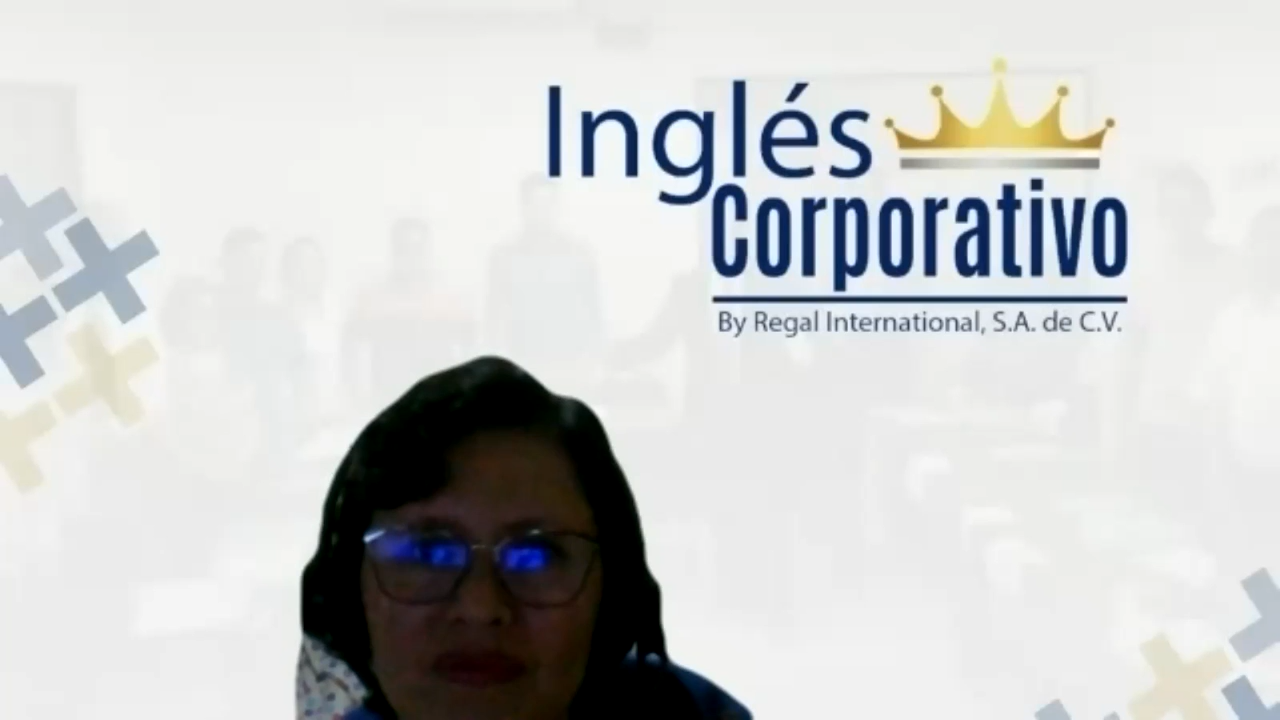 Inglés
Corporativo
By Regal International, S.A. de C.V.